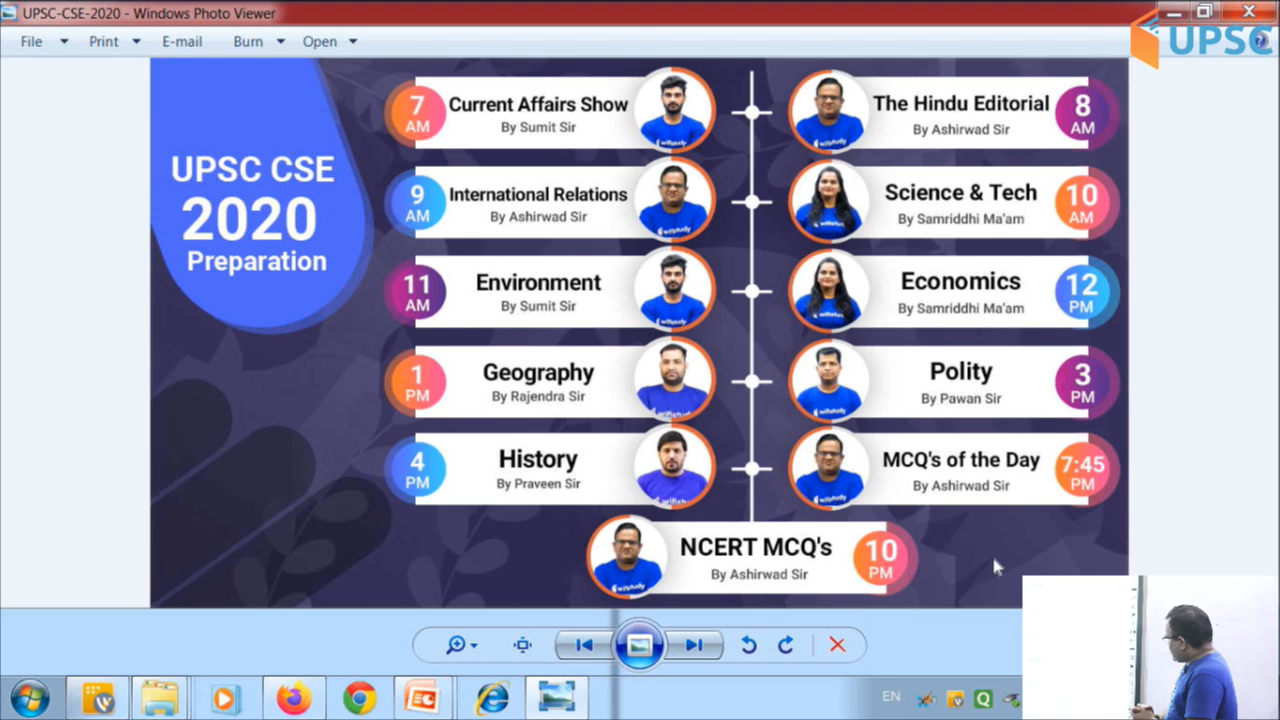 UPSC-CSE-2020 - Windows Photo Viewer
File Print E-mail Burn Open
UPSC
UPSC CSE
2020
Preparation
7 AM
Current Affairs Show
By Sumit Sir
The Hindu Editorial
By Ashirwad Sir
8 AM
9 AM
International Relations
By Ashirwad Sir
Science & Tech
By Samriddhi Ma'am
10 AM
11 AM
Environment
By Sumit Sir
Economics
By Samriddhi Ma'am
12 PM
1 PM
Geography
By Rajendra Sir
Polity
By Pawan Sir
3 PM
4 PM
History
By Praveen Sir
MCQ's of the Day
By Ashirwad Sir
7:45 PM
NCERT MCQ's
By Ashirwad Sir
10 PM
EN